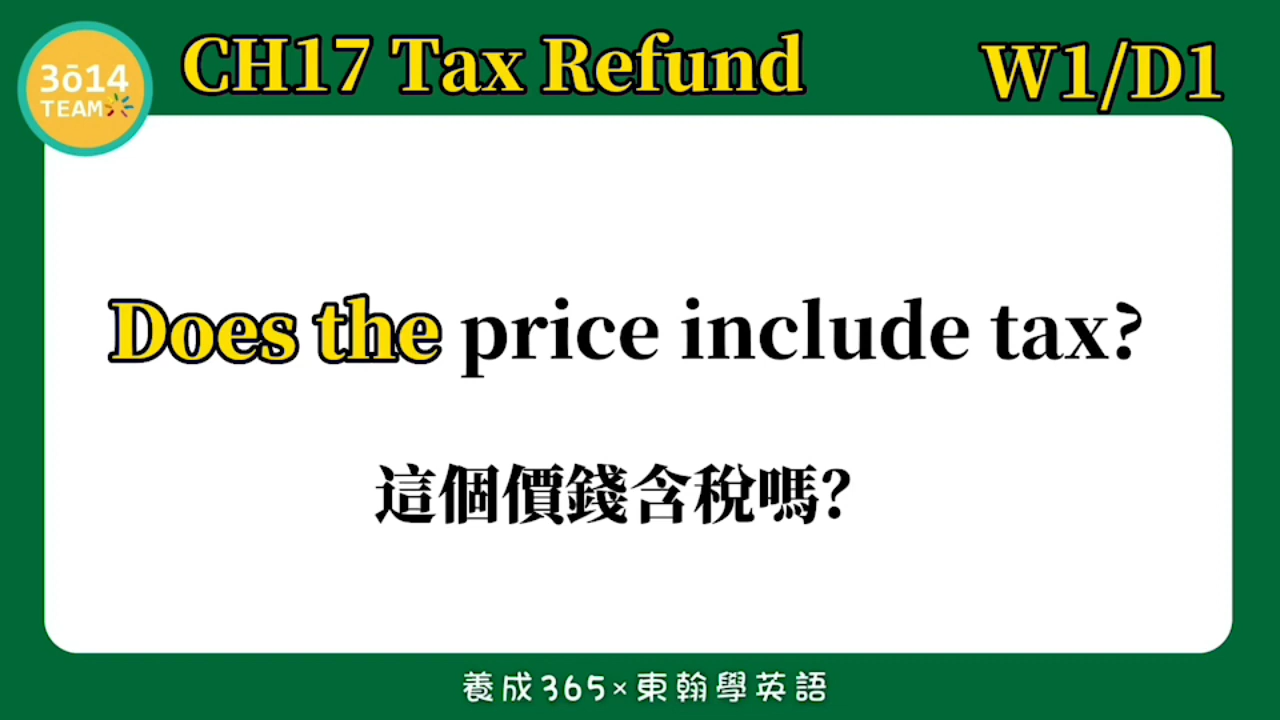 3ō14
TEAM
CH17 Tax Refund
W1/D1
Does the price include tax?
這個價錢含稅嗎?
養成365×東翰學英語